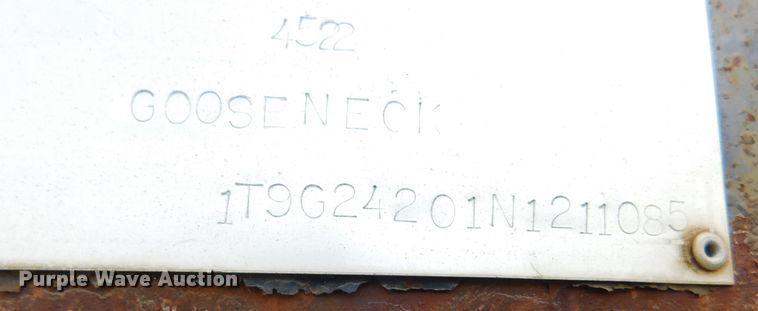 4522
GOOSENECK
1T9G24201N1211085
Purple Wave Auction